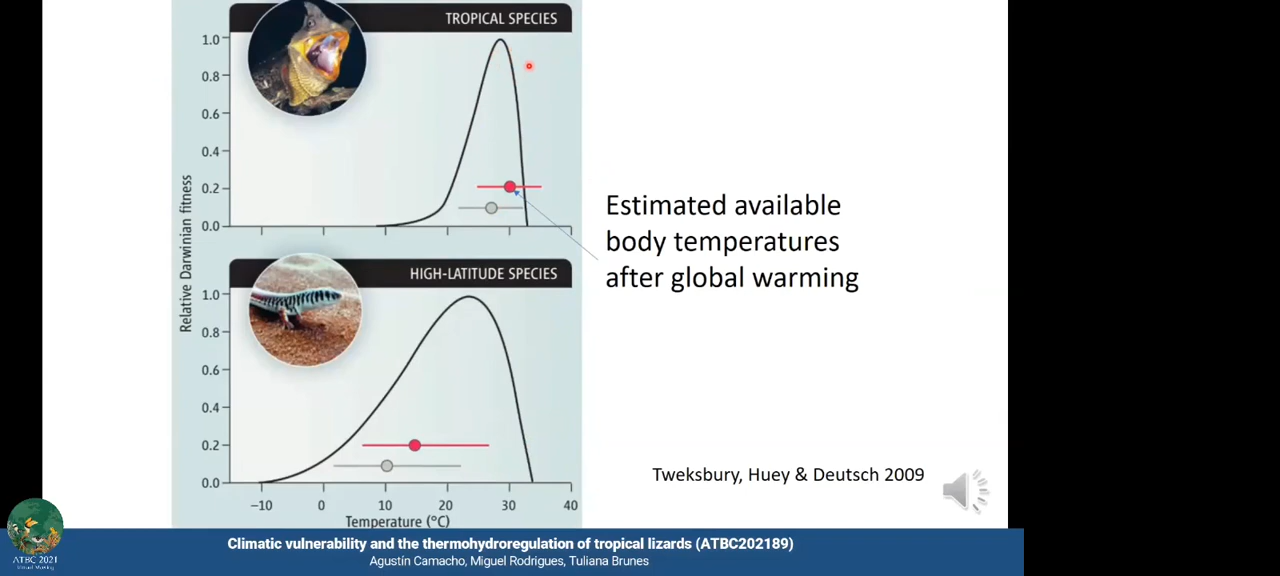 TROPICAL SPECIES
1.0
0.8
0.6
0.4
0.2
0.0
Relative Darwinian fitness
Estimated available
body temperatures
after global warming
HIGH-LATITUDE SPECIES
1.0
0.8
0.6
0.4
0.2
0.0
−10 0 10 20 30 40
Temperature (°C)
Tweksbury, Huey & Deutsch 2009
ATBC 2021
Climatic vulnerability and the thermohydroregulation of tropical lizards (ATBC202189)
Agustín Camacho, Miguel Rodrigues, Tuliana Brunes